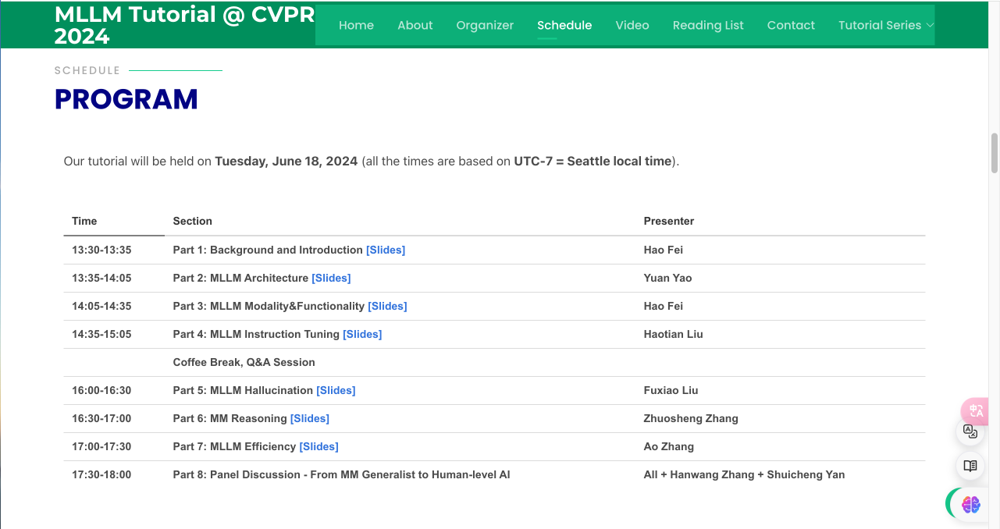 MLLM Tutorial @ CVPR
2024
Home About Organizer Schedule Video Reading List Contact Tutorial Series
SCHEDULE
PROGRAM
Our tutorial will be held on Tuesday, June 18, 2024 (all the times are based on UTC-7 = Seattle local time).
Time Section Presenter
13:30-13:35 Part 1: Background and Introduction [Slides] Hao Fei
13:35-14:05 Part 2: MLLM Architecture [Slides] Yuan Yao
14:05-14:35 Part 3: MLLM Modality&Functionality [Slides] Hao Fei
14:35-15:05 Part 4: MLLM Instruction Tuning [Slides] Haotian Liu
Coffee Break, Q&A Session
16:00-16:30 Part 5: MLLM Hallucination [Slides] Fuxiao Liu
16:30-17:00 Part 6: MM Reasoning [Slides] Zhuosheng Zhang
17:00-17:30 Part 7: MLLM Efficiency [Slides] Ao Zhang
17:30-18:00 Part 8: Panel Discussion - From MM Generalist to Human-level AI All + Hanwang Zhang + Shuicheng Yan